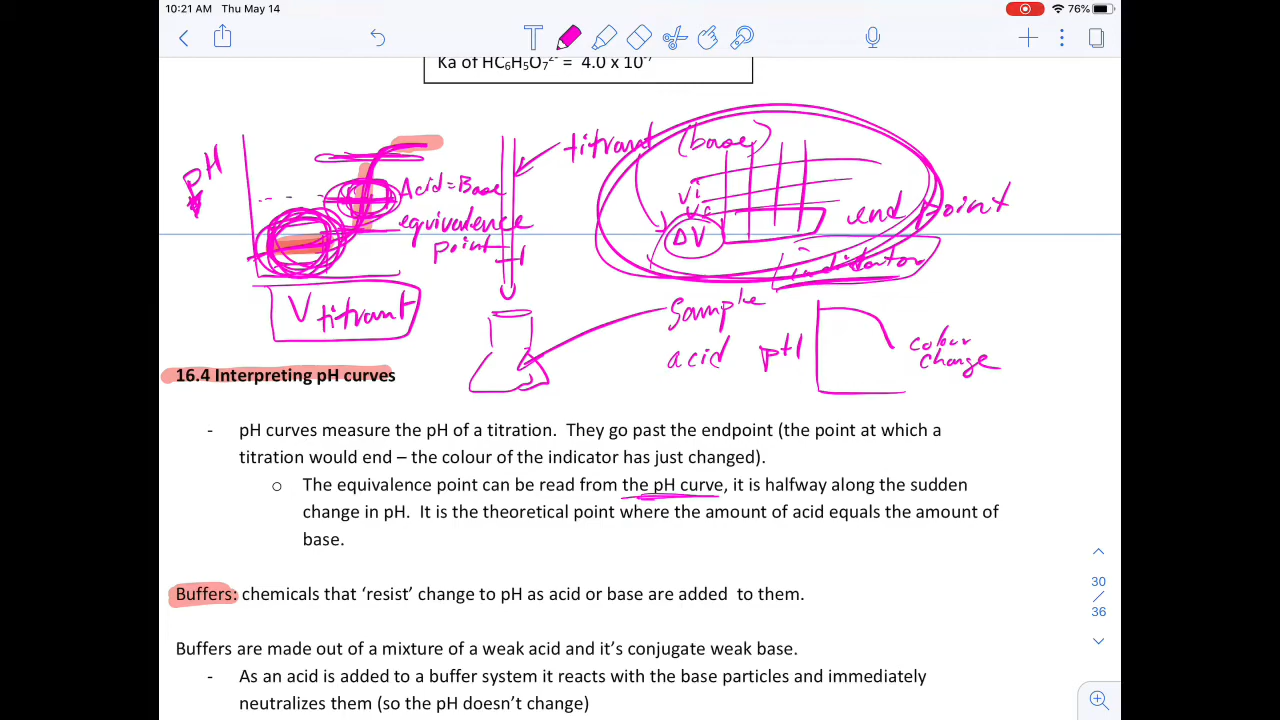 10:21 AM Thu May 14
76%
T
Ka of HC₆H₅O₇²⁻ = 4.0 x 10⁻⁷
pH
Acid=Base
equivalence
point
V titrant
titrant (base)
Vi
ΔV
end point
indicator
Sample
acid
pH
colour
change
16.4 Interpreting pH curves
- pH curves measure the pH of a titration. They go past the endpoint (the point at which a
titration would end – the colour of the indicator has just changed).
o The equivalence point can be read from the pH curve, it is halfway along the sudden
change in pH. It is the theoretical point where the amount of acid equals the amount of
base.
Buffers: chemicals that ‘resist’ change to pH as acid or base are added to them.
Buffers are made out of a mixture of a weak acid and it’s conjugate weak base.
- As an acid is added to a buffer system it reacts with the base particles and immediately
neutralizes them (so the pH doesn’t change)
30
/
36